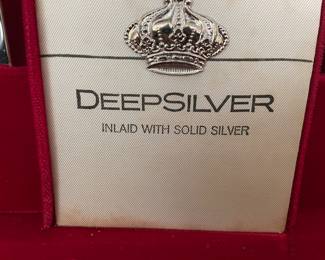 DEEPSILVER
INLAID WITH SOLID SILVER